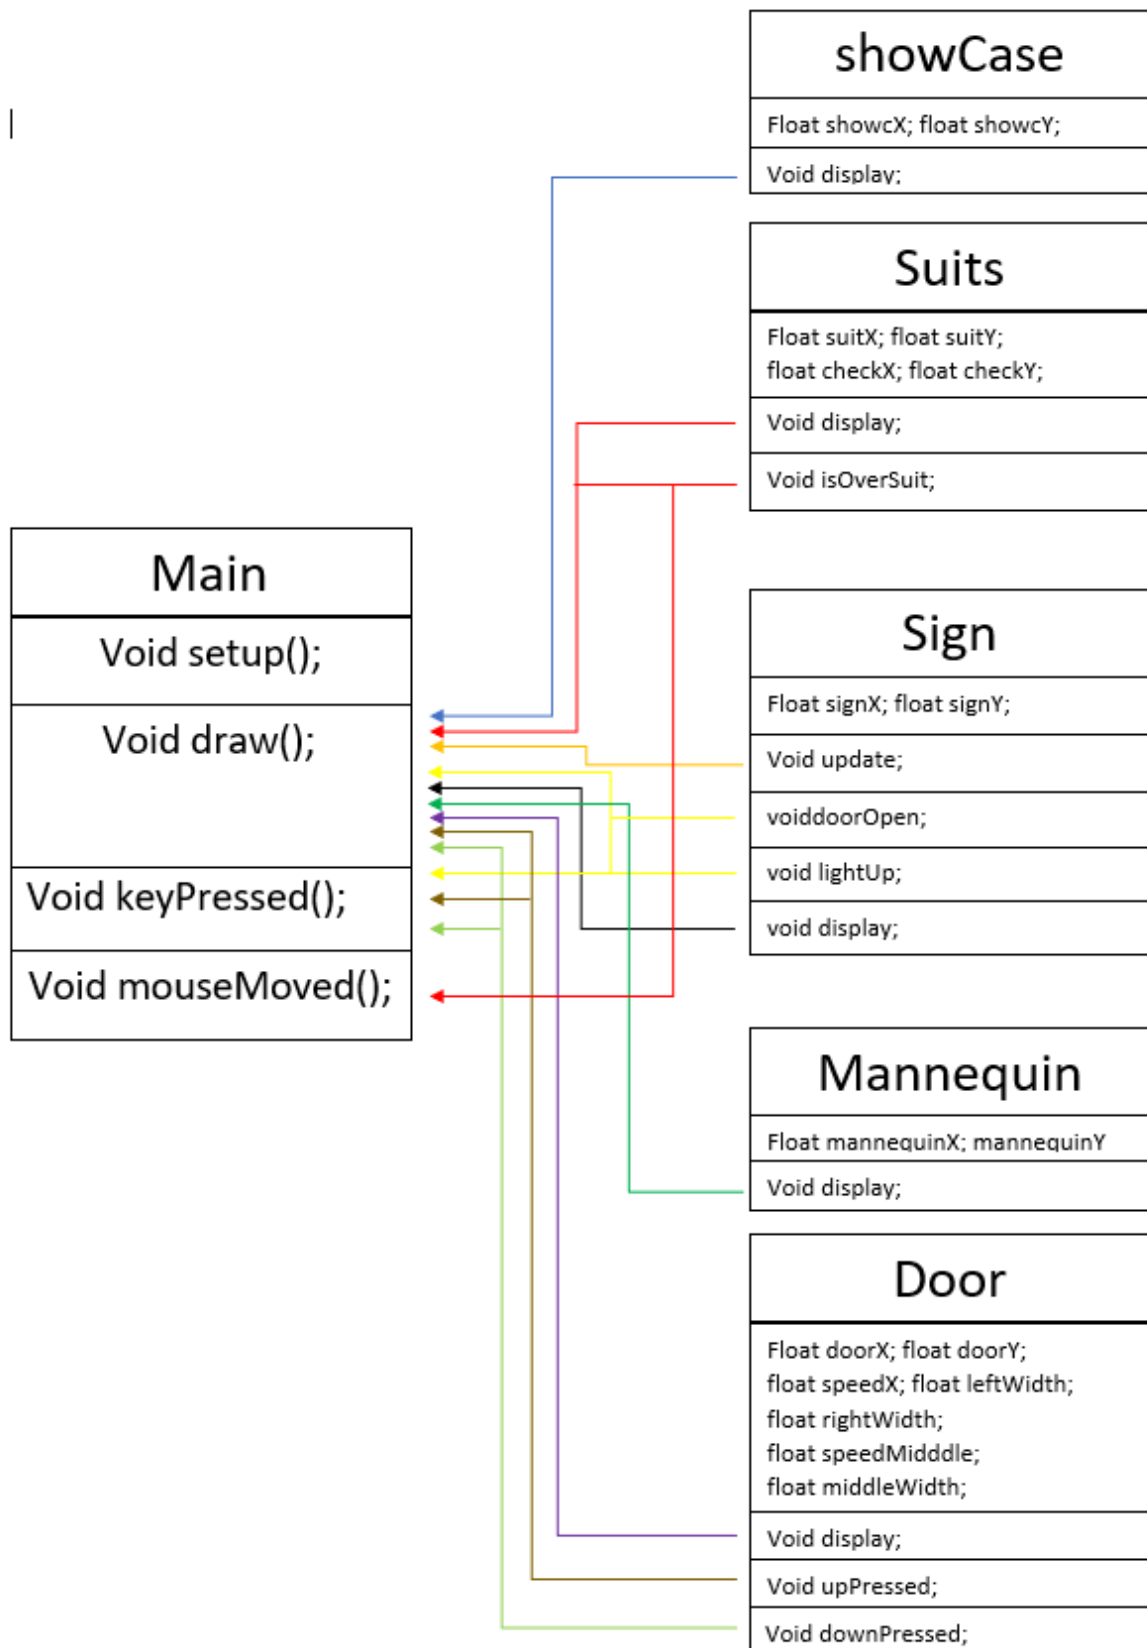 showCase
Float showcX; float showcY;
Void display;
Suits
Float suitX; float suitY;
float checkX; float checkY;
Void display;
Void isOverSuit;
Main
Void setup();
Void draw();
Void keyPressed();
Void mouseMoved();
Sign
Float signX; float signY;
Void update;
voiddoorOpen;
void lightUp;
void display;
Mannequin
Float mannequinX; mannequinY
Void display;
Door
Float doorX; float doorY;
float speedX; float leftWidth;
float rightWidth;
float speedMidddle;
float middleWidth;
Void display;
Void upPressed;
Void downPressed;